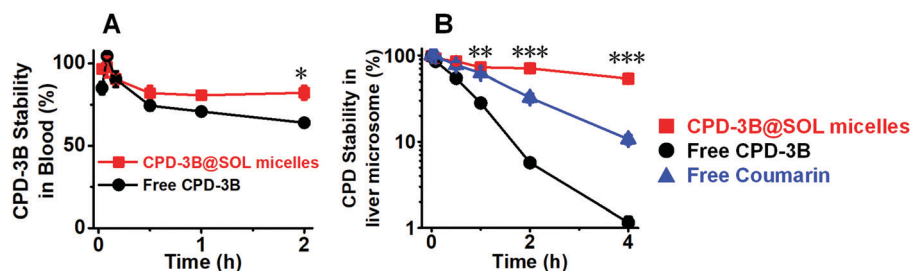 A
CPD-3B Stability
in Blood (%)
100
75
50
25
0
*
CPD-3B@SOL micelles
Free CPD-3B
0
1
2
Time (h)
B
CPD Stability in
liver microsome (%)
100
10
1
**
***
***
0
2
4
Time (h)
CPD-3B@SOL micelles
Free CPD-3B
Free Coumarin